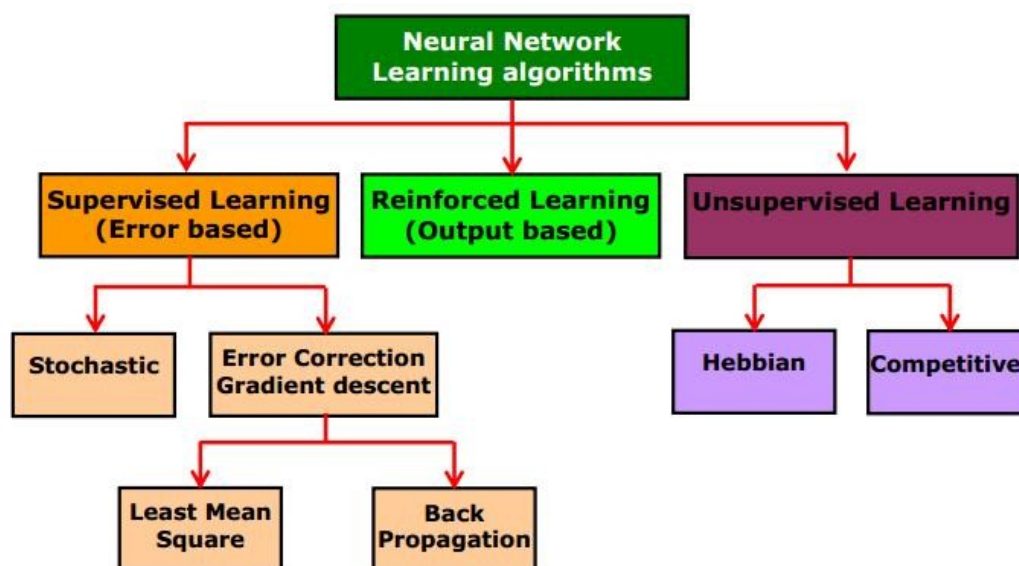 Neural Network
Learning algorithms
Supervised Learning
(Error based)
Reinforced Learning
(Output based)
Unsupervised Learning
Stochastic
Error Correction
Gradient descent
Hebbian
Competitive
Least Mean
Square
Back
Propagation